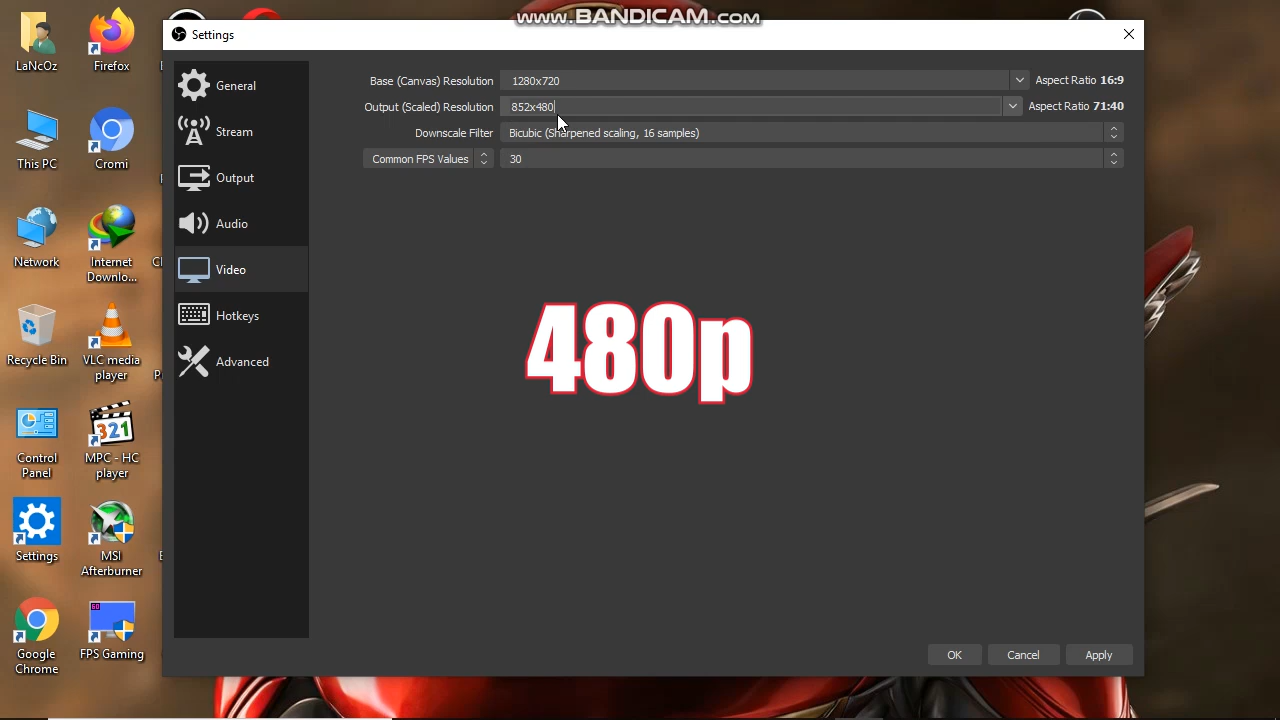 www.BANDICAM.com
Settings
LaNcOz
Firefox
This PC
Cromi
Network
Internet
Downlo...
Recycle Bin
VLC media
player
Control
Panel
MPC - HC
player
321
Settings
MSI
Afterburner
Google
Chrome
60
FPS Gaming
General
Stream
Output
Audio
Video
Hotkeys
Advanced
Base (Canvas) Resolution
1280x720
Aspect Ratio 16:9
Output (Scaled) Resolution
852x480
Aspect Ratio 71:40
Downscale Filter
Bicubic (Sharpened scaling, 16 samples)
Common FPS Values
30
480p
OK
Cancel
Apply